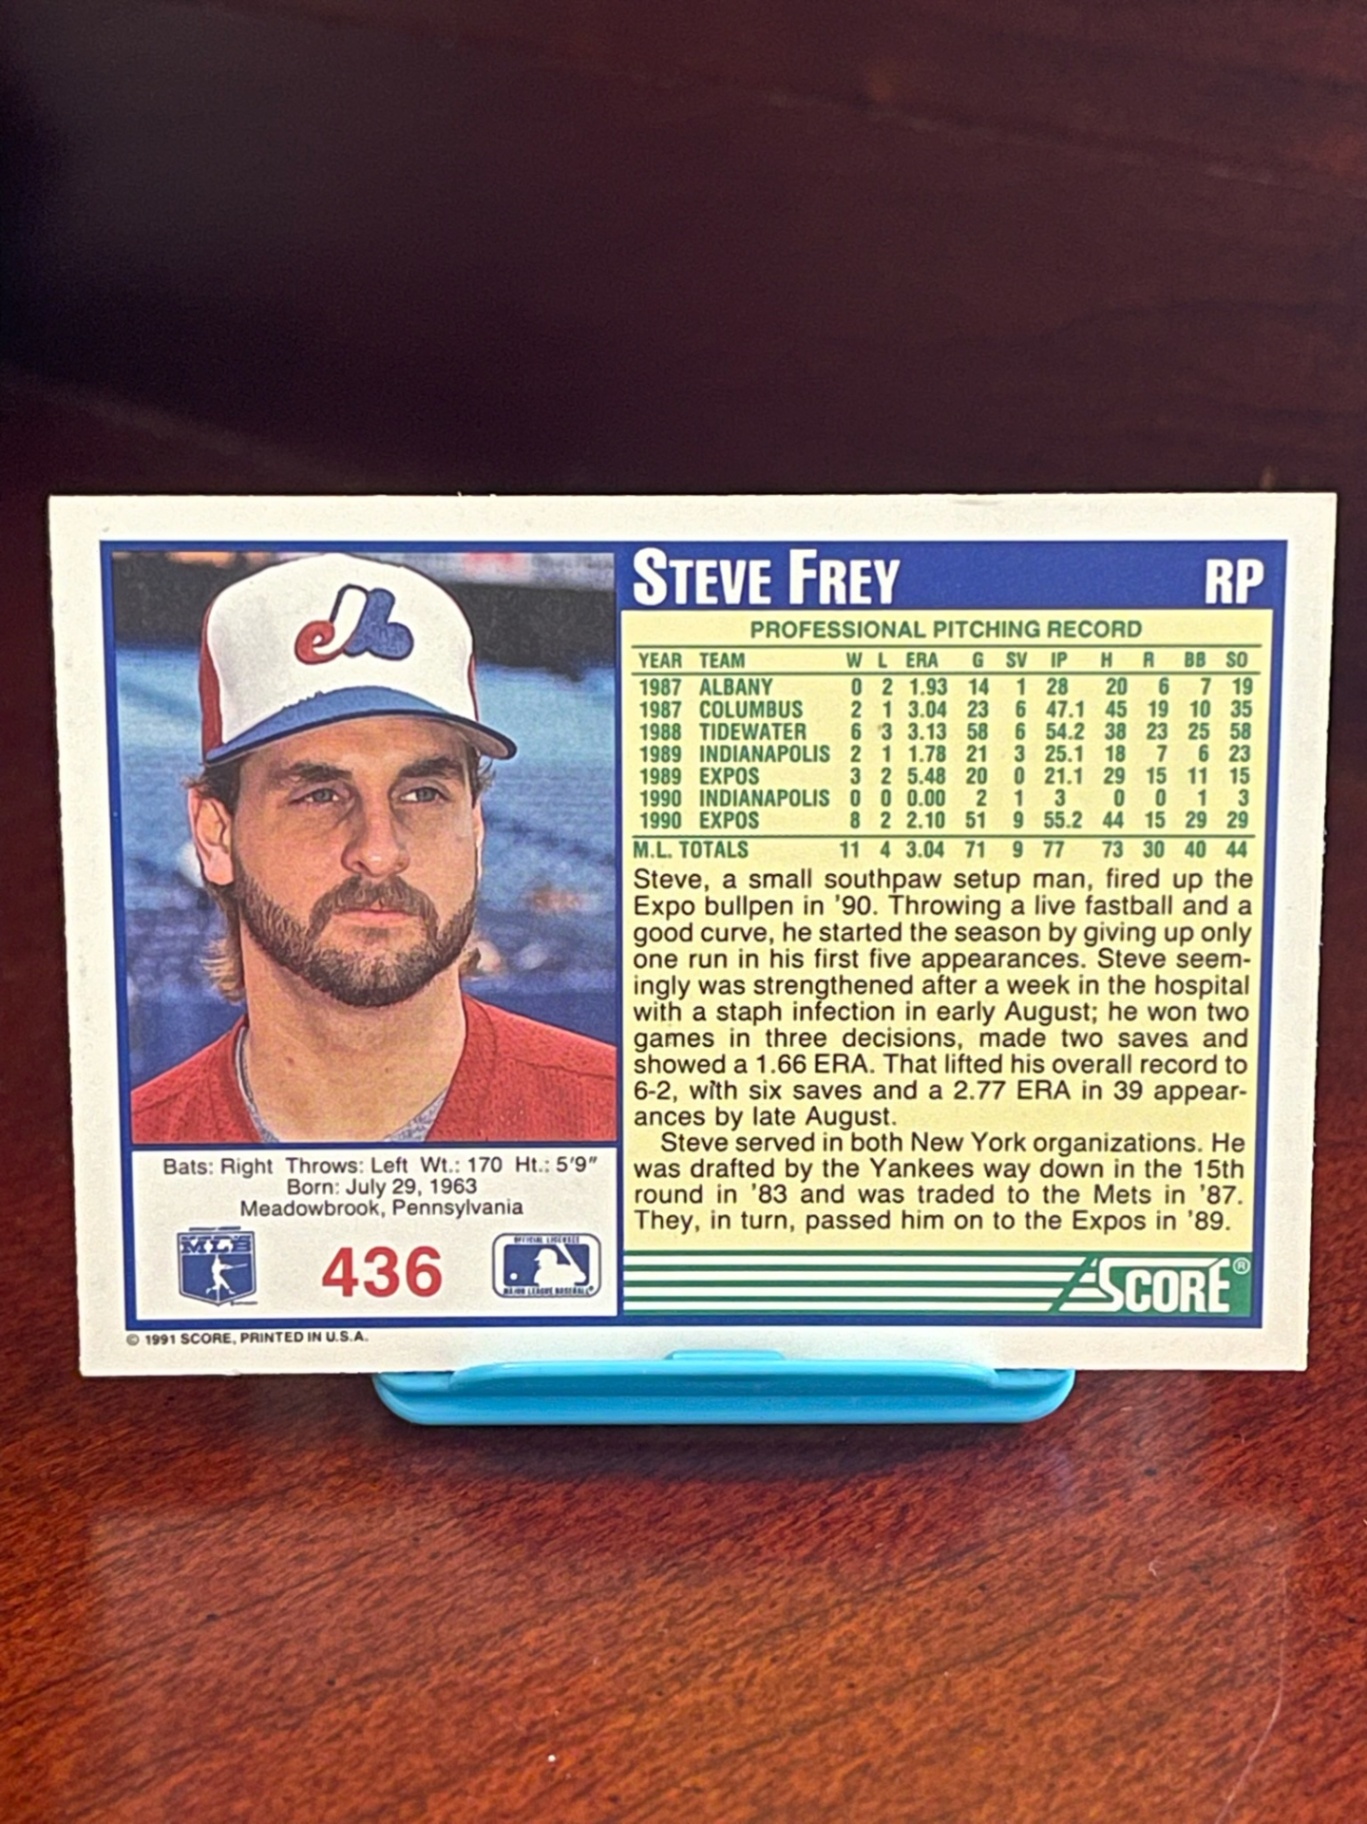 STEVE FREY RP
PROFESSIONAL PITCHING RECORD
YEAR TEAM W L ERA G SV IP H R BB SO
1987 ALBANY 0 2 1.93 14 1 28 20 6 7 19
1987 COLUMBUS 2 1 3.04 23 6 47.1 45 19 10 35
1988 TIDEWATER 6 3 3.13 58 6 54.2 38 23 25 58
1989 INDIANAPOLIS 2 1 1.78 21 3 25.1 18 7 6 23
1989 EXPOS 3 2 5.48 20 0 21.1 29 15 11 15
1990 INDIANAPOLIS 0 0 0.00 2 1 3 0 0 1 3
1990 EXPOS 8 2 2.10 51 9 55.2 44 15 29 29
M.L. TOTALS 11 4 3.04 71 9 77 73 30 40 44
Steve, a small southpaw setup man, fired up the
Expo bullpen in '90. Throwing a live fastball and a
good curve, he started the season by giving up only
one run in his first five appearances. Steve seem-
ingly was strengthened after a week in the hospital
with a staph infection in early August; he won two
games in three decisions, made two saves and
showed a 1.66 ERA. That lifted his overall record to
6-2, with six saves and a 2.77 ERA in 39 appear-
ances by late August.
Steve served in both New York organizations. He
was drafted by the Yankees way down in the 15th
round in '83 and was traded to the Mets in '87.
They, in turn, passed him on to the Expos in '89.
SCORE®
Bats: Right Throws: Left Wt.: 170 Ht.: 5'9"
Born: July 29, 1963
Meadowbrook, Pennsylvania
436
OFFICIAL LICENSEE
MAJOR LEAGUE BASEBALL
© 1991 SCORE, PRINTED IN U.S.A.